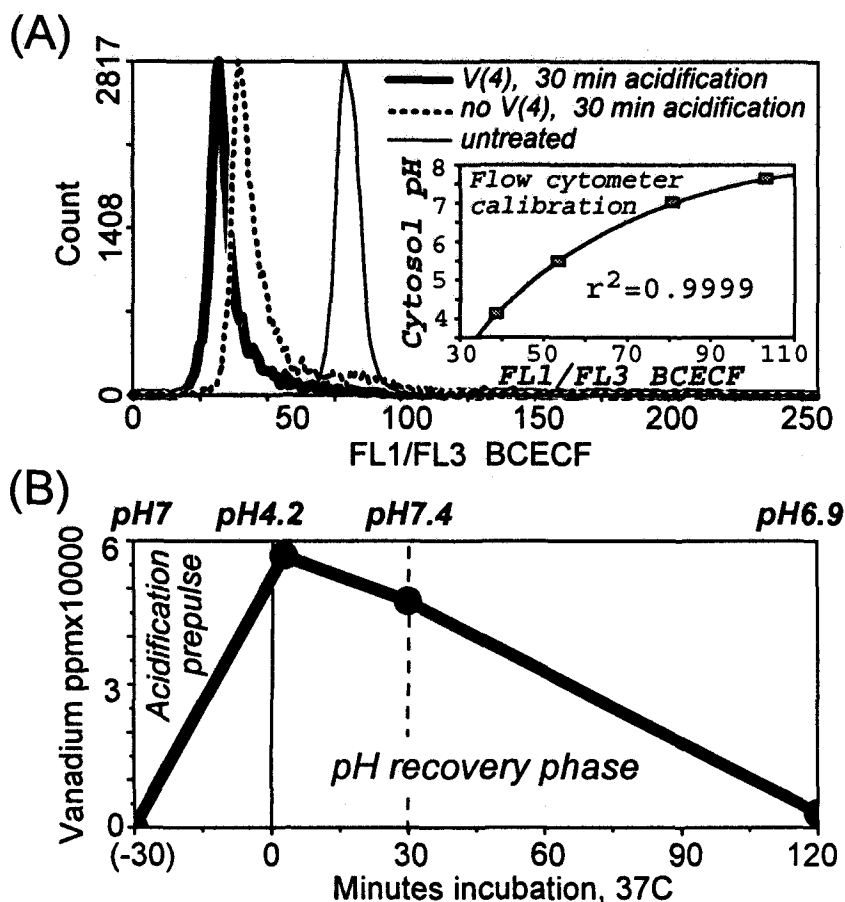 (A)
2817
1408
0
Count
V(4), 30 min acidification
no V(4), 30 min acidification
untreated
Flow cytometer
calibration
r²=0.9999
Cytosol pH
8
7
6
5
4
30 50 70 90 110
FL1/FL3 BCECF
0 50 100 150 200 250
FL1/FL3 BCECF
(B)
pH7 pH4.2 pH7.4 pH6.9
6
3
0
Vanadium ppmx10000
Acidification
prepulse
pH recovery phase
(-30) 0 30 60 90 120
Minutes incubation, 37C